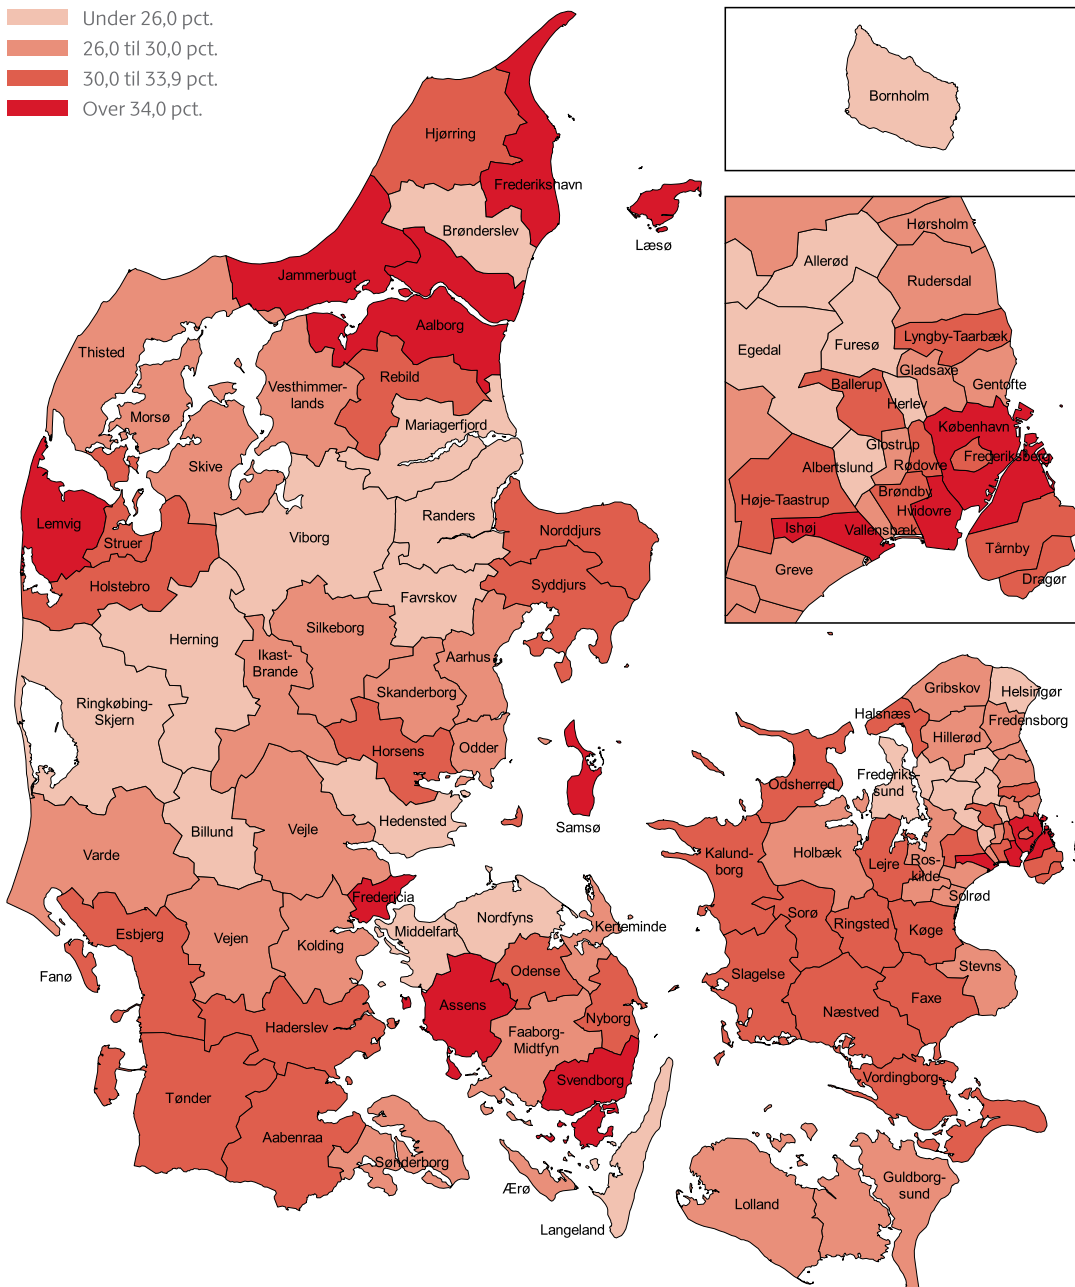 Under 26,0 pct.
26,0 til 30,0 pct.
30,0 til 33,9 pct.
Over 34,0 pct.
Hjørring
Frederikshavn
Brønderslev
Læsø
Jammerbugt
Aalborg
Thisted
Vesthimmer-
lands
Rebild
Morsø
Mariagerfjord
Skive
Lemvig
Struer
Holstebro
Viborg
Randers
Norddjurs
Syddjurs
Favrskov
Herning
Silkeborg
Ikast-
Brande
Aarhus
Skanderborg
Ringkøbing-
Skjern
Horsens
Odder
Hedensted
Samsø
Billund
Vejle
Varde
Fredericia
Esbjerg
Vejen
Kolding
Middelfart
Nordfyns
Kerteminde
Fanø
Odense
Assens
Haderslev
Faaborg-
Midtfyn
Nyborg
Svendborg
Tønder
Aabenraa
Sønderborg
Ærø
Langeland
Bornholm
Hørsholm
Allerød
Rudersdal
Egedal
Furesø
Lyngby-Taarbæk
Gladsaxe
Ballerup
Gentofte
Herlev
København
Glostrup
Frederiksberg
Albertslund
Rødovre
Høje-Taastrup
Brøndby
Hvidovre
Ishøj
Vallensbæk
Tårnby
Greve
Dragør
Gribskov
Helsingør
Halsnæs
Fredensborg
Hillerød
Odsherred
Frederiks-
sund
Kalund-
borg
Holbæk
Lejre
Ros-
kilde
Solrød
Sorø
Ringsted
Køge
Slagelse
Stevns
Næstved
Faxe
Vordingborg
Lolland
Guldborg-
sund